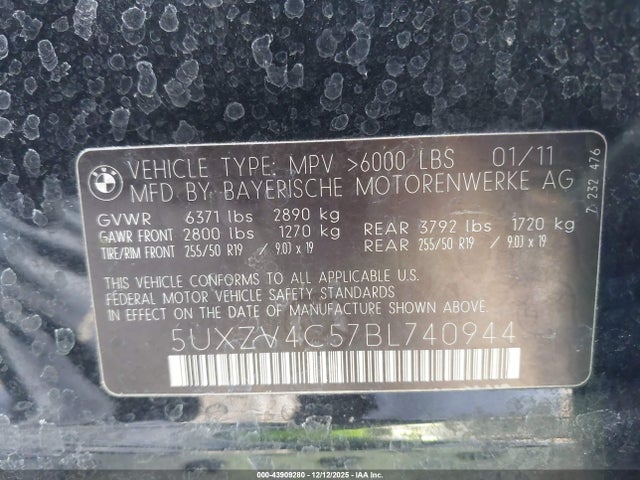 BMW
VEHICLE TYPE: MPV >6000 LBS 01/11
MFD BY BAYERISCHE MOTORENWERKE AG
GVWR 6371 lbs 2890 kg
GAWR FRONT 2800 lbs 1270 kg REAR 3792 lbs 1720 kg
TIRE/RIM FRONT 255/50 R19 / 9.0J x 19 REAR 255/50 R19 / 9.0J x 19
THIS VEHICLE CONFORMS TO ALL APPLICABLE U.S.
FEDERAL MOTOR VEHICLE SAFETY STANDARDS
IN EFFECT ON THE DATE OF MANUFACTURE SHOWN ABOVE.
5UXZV4C57BL740944
7 232 476
000-43909280 - 12/12/2025 - IAA Inc.